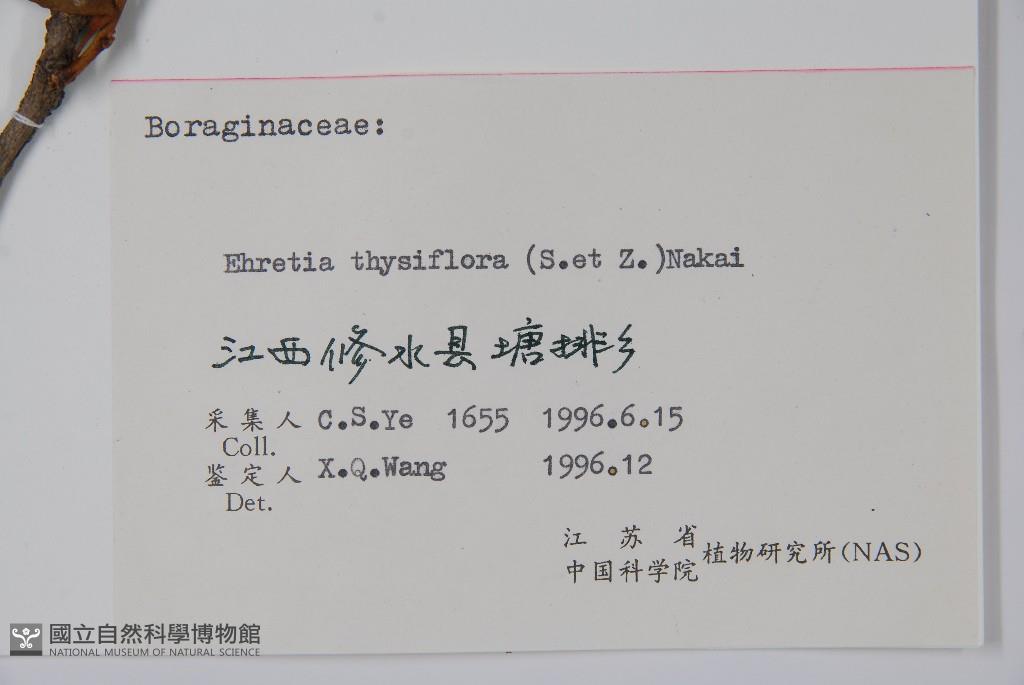 Boraginaceae:
Ehretia thysiflora (S.et Z.)Nakai
江西修水县塘排乡
采集人 C.S.Ye 1655 1996.6.15
Coll.
鉴定人 X.Q.Wang 1996.12
Det.
江苏省
中国科学院 植物研究所(NAS)
國立自然科學博物館
NATIONAL MUSEUM OF NATURAL SCIENCE